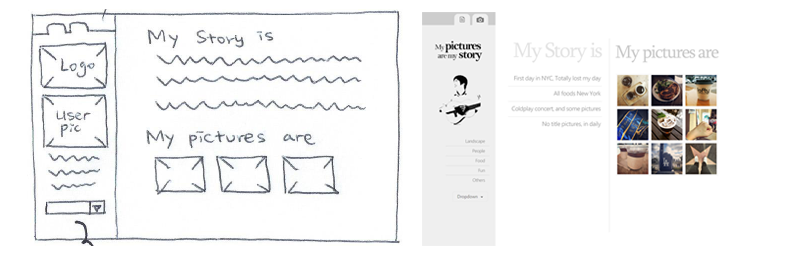 My Story is
Logo
User
pic
My pictures are
2
My pictures
are my story
Landscape
People
Food
Fun
Others
Dropdown
My Story is
First day in NYC, Totally lost my day
All foods New York
Coldplay concert, and some pictures
No title pictures, in daily
My pictures are